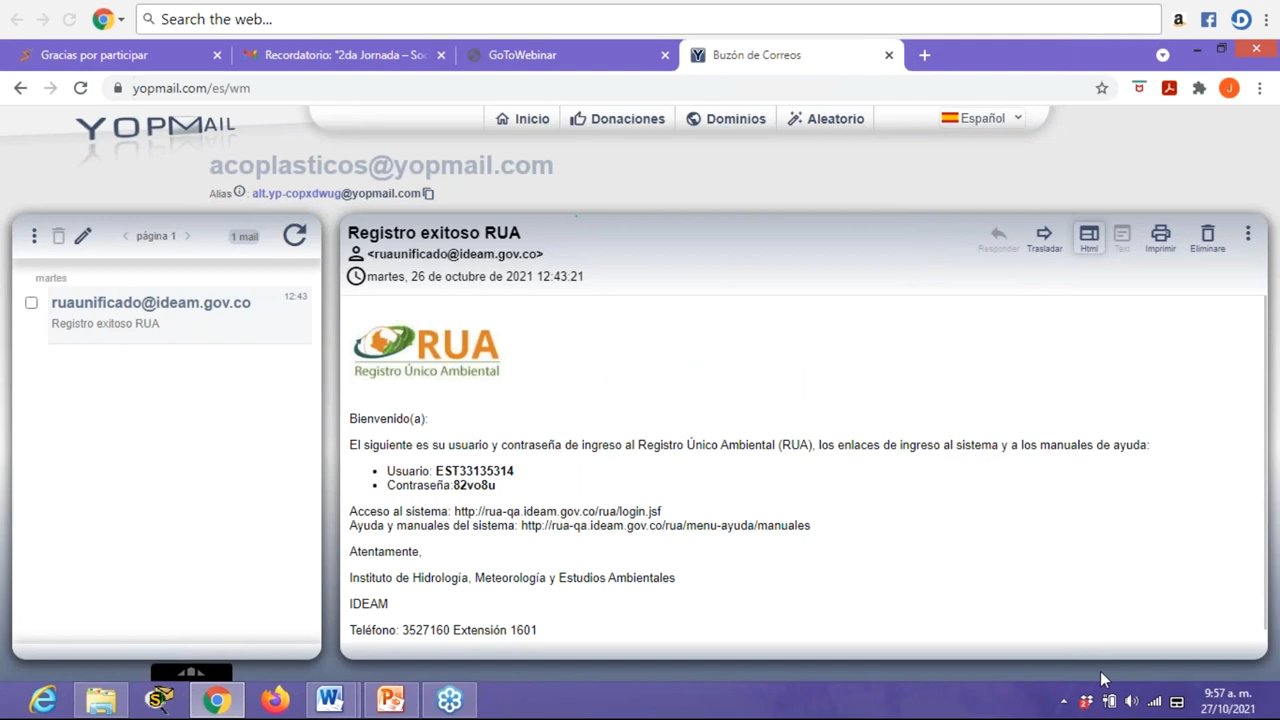 Search the web...
Gracias por participar
Recordatorio: "2da Jornada – Soc
GoToWebinar
Buzón de Correos
yopmail.com/es/wm
YOPMAIL
Inicio
Donaciones
Dominios
Aleatorio
Español
acoplasticos@yopmail.com
Alias : alt.yp-copxdwug@yopmail.com
página 1
1 mail
martes
ruaunificado@ideam.gov.co
12:43
Registro exitoso RUA
Registro exitoso RUA
<ruaunificado@ideam.gov.co>
martes, 26 de octubre de 2021 12:43:21
Responder
Trasladar
Html
Text
Imprimir
Eliminare
RUA
Registro Único Ambiental
Bienvenido(a):
El siguiente es su usuario y contraseña de ingreso al Registro Único Ambiental (RUA), los enlaces de ingreso al sistema y a los manuales de ayuda:
• Usuario: EST33135314
• Contraseña:82vo8u
Acceso al sistema: http://rua-qa.ideam.gov.co/rua/login.jsf
Ayuda y manuales del sistema: http://rua-qa.ideam.gov.co/rua/menu-ayuda/manuales
Atentamente,
Instituto de Hidrología, Meteorología y Estudios Ambientales
IDEAM
Teléfono: 3527160 Extensión 1601
9:57 a. m.
27/10/2021